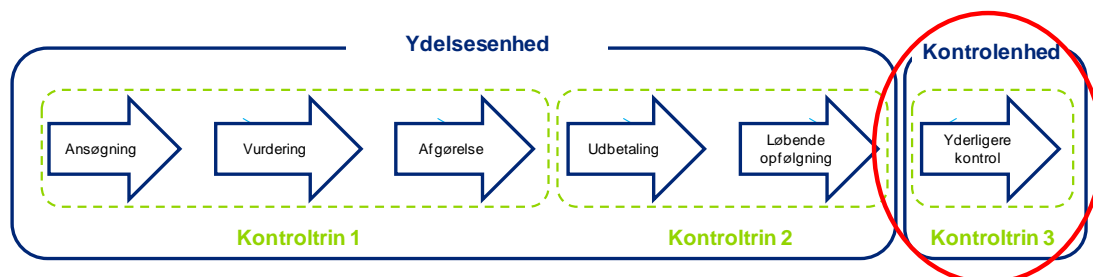 Ydelsesenhed
Kontrolenhed
Ansøgning
Vurdering
Afgørelse
Udbetaling
Løbende
opfølgning
Yderligere
kontrol
Kontroltrin 1
Kontroltrin 2
Kontroltrin 3